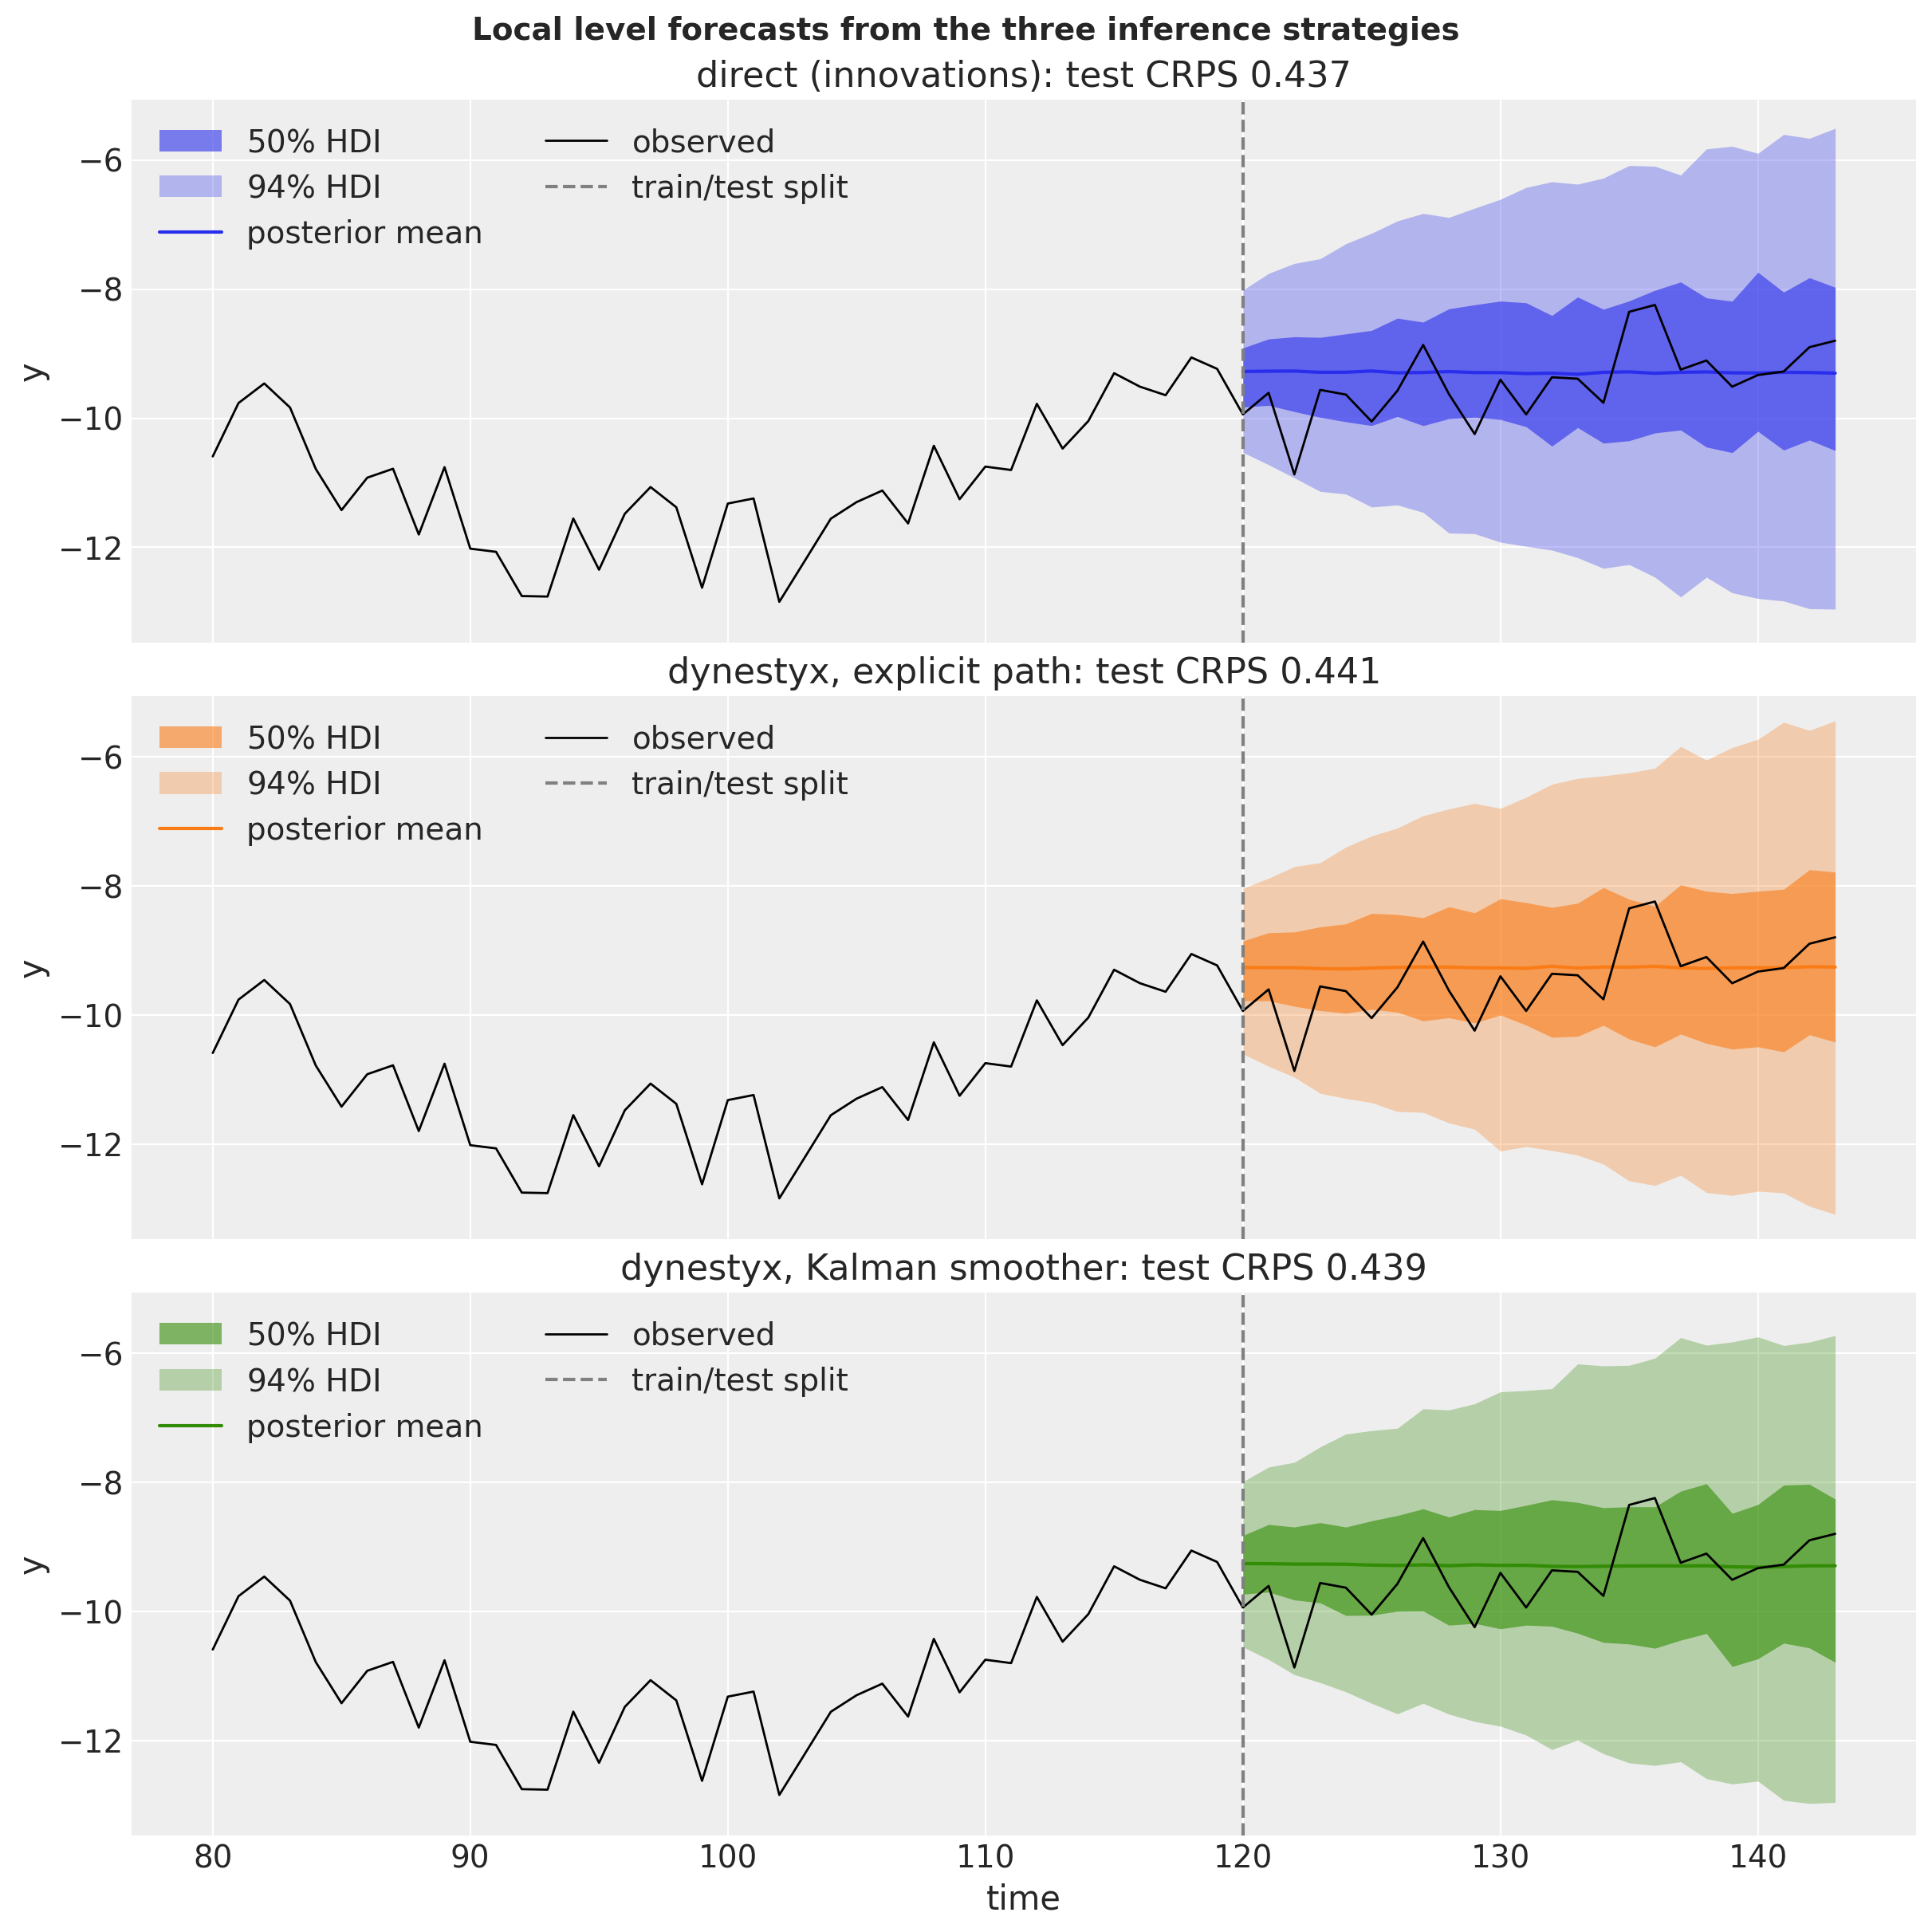 Local level forecasts from the three inference strategies
direct (innovations): test CRPS 0.437
50% HDI
94% HDI
posterior mean
observed
train/test split
y
−6
−8
−10
−12
dynestyx, explicit path: test CRPS 0.441
50% HDI
94% HDI
posterior mean
observed
train/test split
y
−6
−8
−10
−12
dynestyx, Kalman smoother: test CRPS 0.439
50% HDI
94% HDI
posterior mean
observed
train/test split
y
−6
−8
−10
−12
80 90 100 110 120 130 140
time